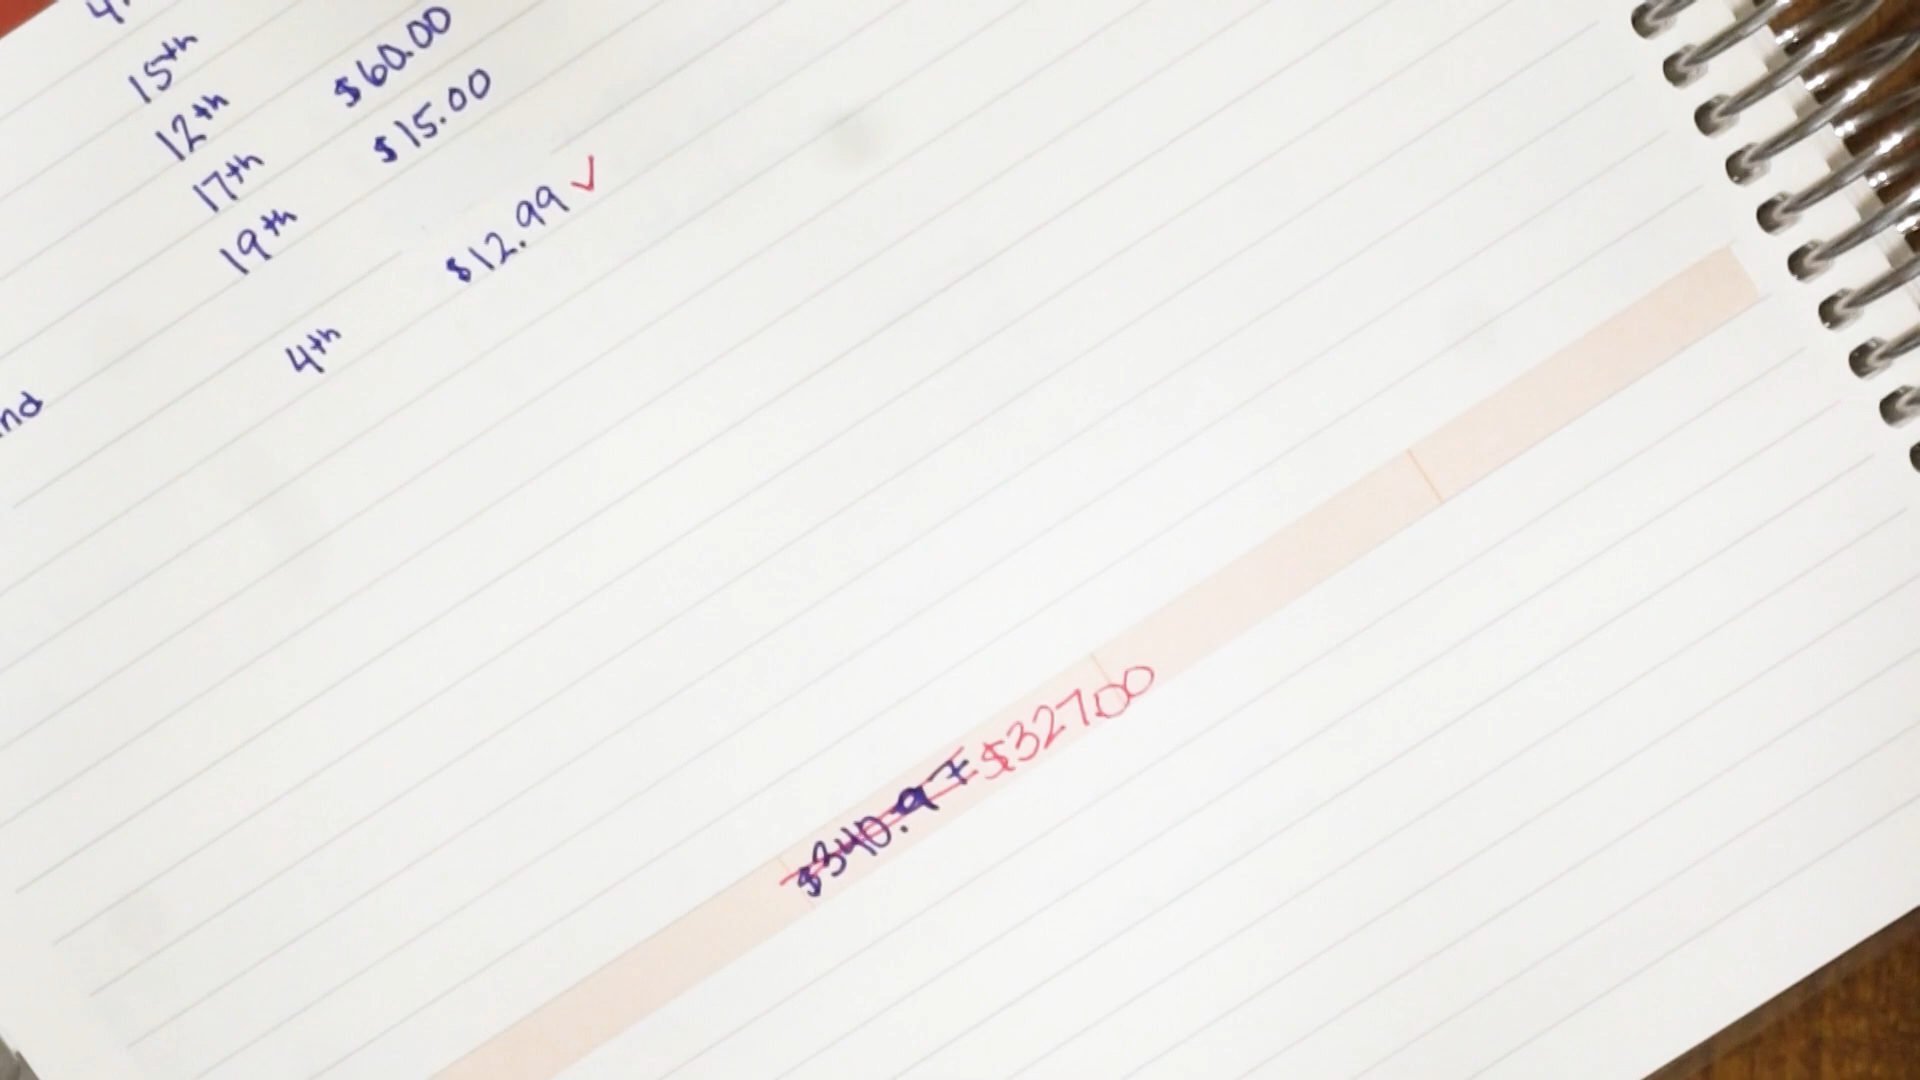 15th
12th
17th $60.00
nd 19th $15.00
4th $12.99 ✓
$340.97 $327.00